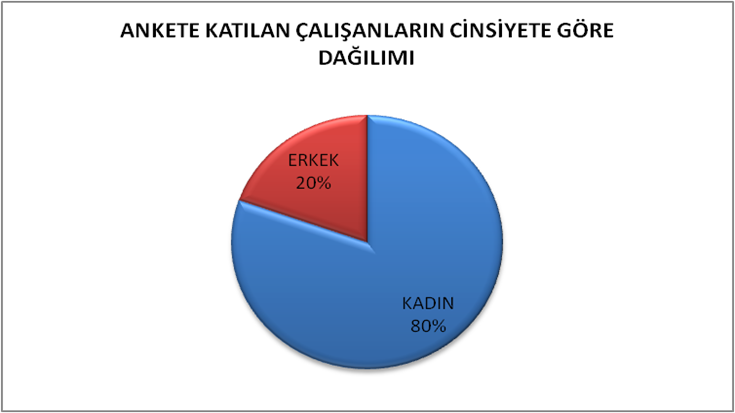 ANKETE KATILAN ÇALIŞANLARIN CİNSİYETE GÖRE
DAĞILIMI
ERKEK
20%
KADIN
80%